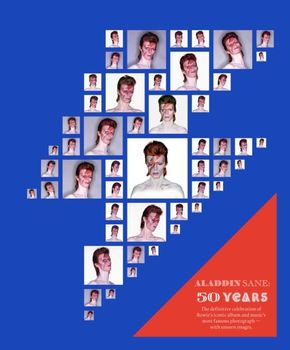 ALADDIN SANE:
50 YEARS
The definitive celebration of
Bowie's iconic album and music's
most famous photograph —
with unseen images.